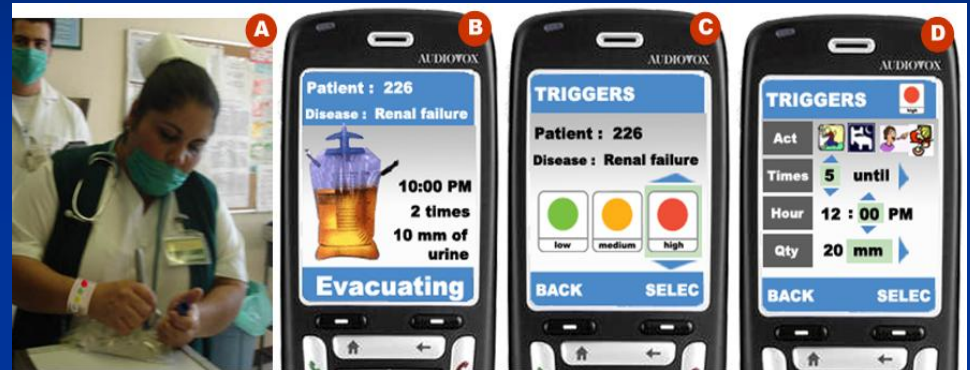 A
B
AUDIOVOX
Patient : 226
Disease : Renal failure
10:00 PM
2 times
10 mm of
urine
Evacuating
C
AUDIOVOX
TRIGGERS
Patient : 226
Disease : Renal failure
low
medium
high
BACK SELEC
D
AUDIOVOX
TRIGGERS
high
Act
Times 5 until
Hour 12 : 00 PM
Qty 20 mm
BACK SELEC